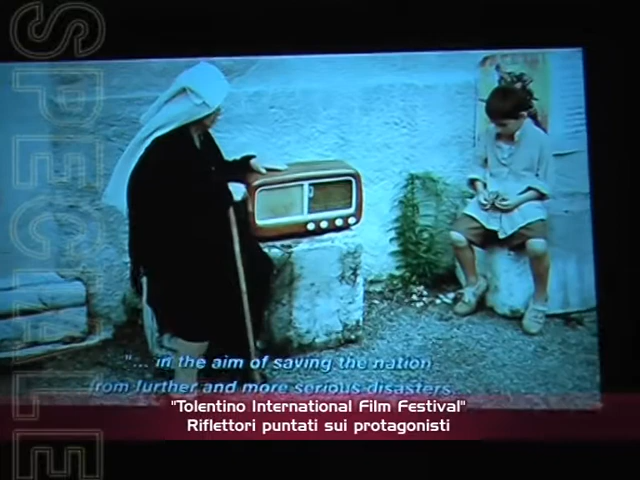 SPECIALE
"... in the aim of saving the nation
from further and more serious disasters.
"Tolentino International Film Festival"
Riflettori puntati sui protagonisti